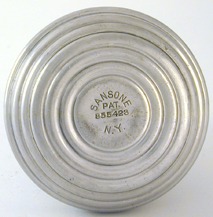 SANSONE
PAT.
655428
N.Y.